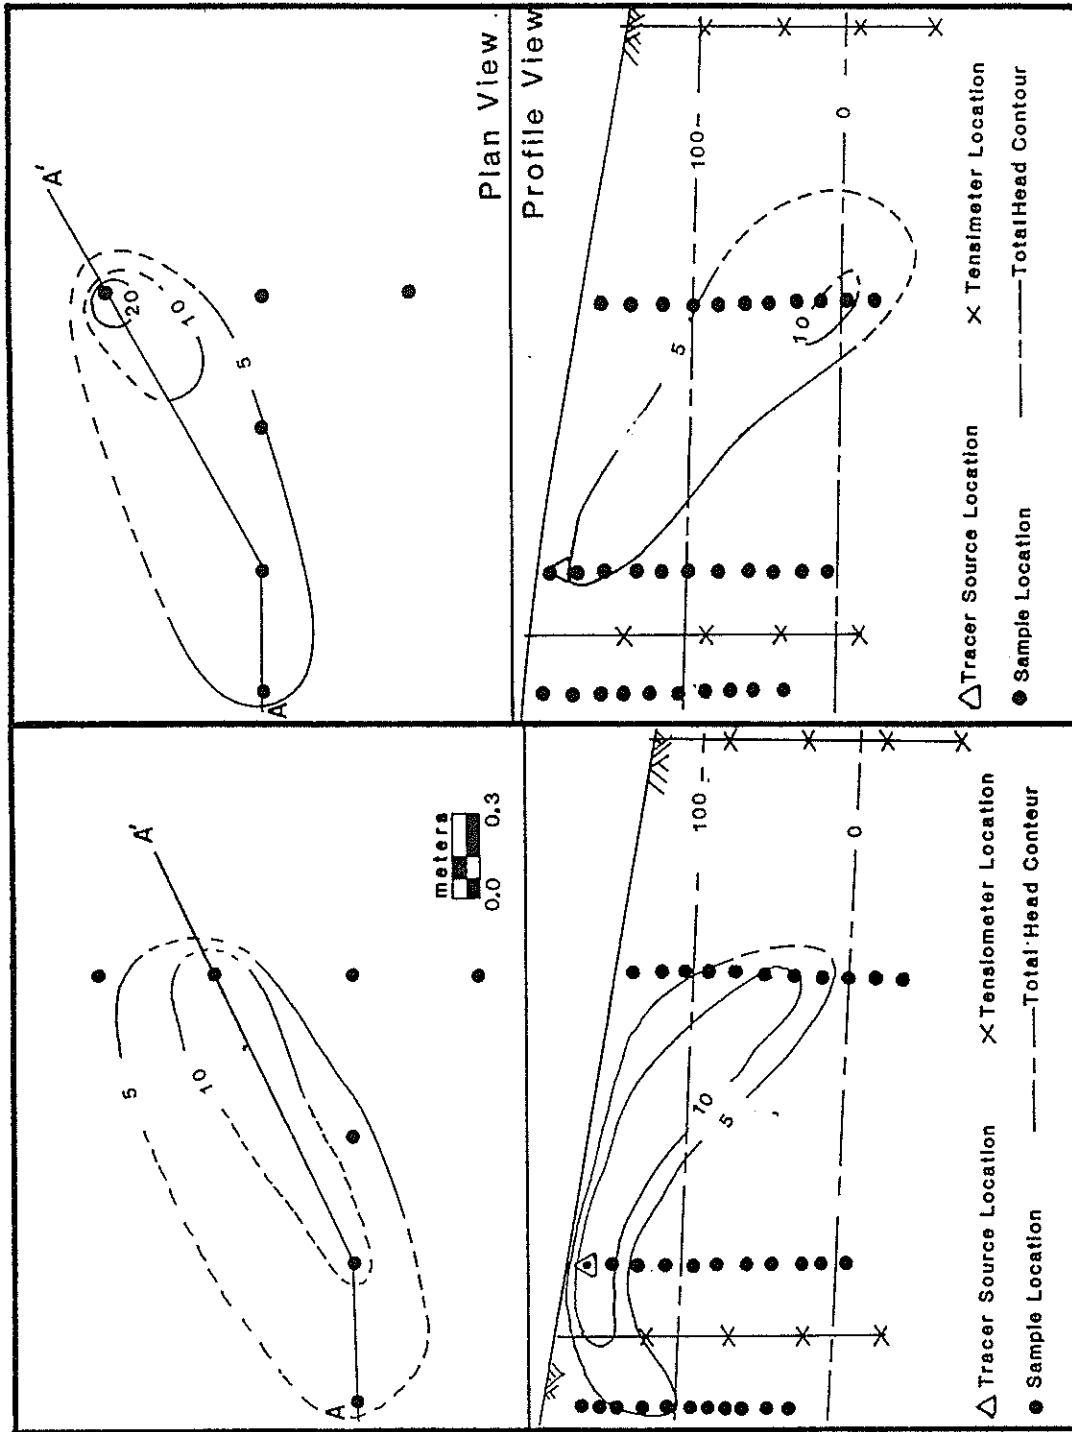 A
A'
5
10
meters
0.0 0.3
100
0
10
5
△ Tracer Source Location
X Tensiometer Location
● Sample Location
Total Head Contour
A
A'
20
10
5
Plan View
Profile View
100
0
5
10
△ Tracer Source Location
X Tensimeter Location
● Sample Location
Total Head Contour